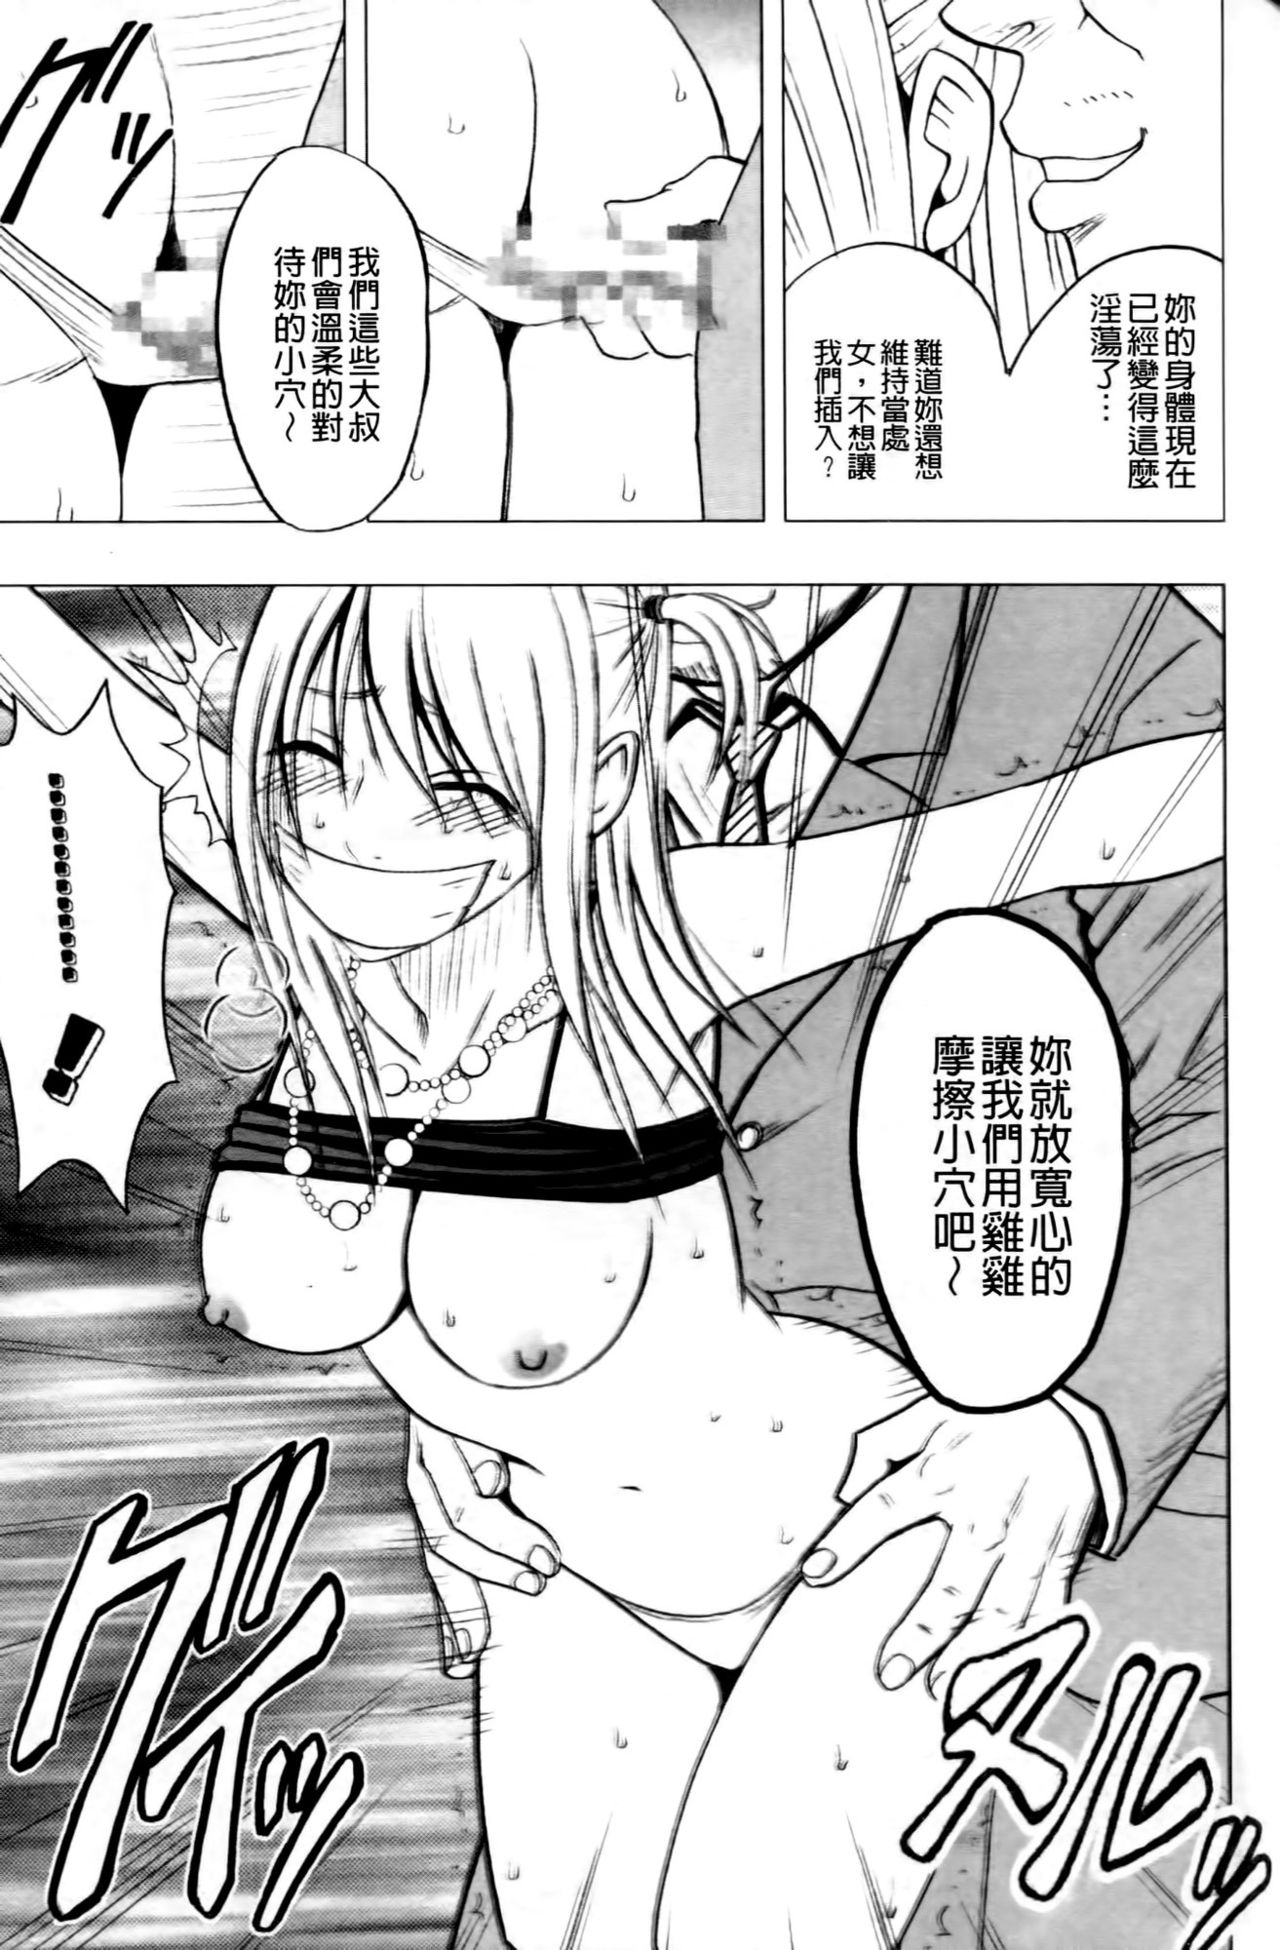 妳的身體現在
已經變得這麼
淫蕩了…
難道妳還想
維持當處
女，不想讓
我們插入？
我們這些大叔
們會溫柔的對
待妳的小穴～
グッ
妳就放寬心的
讓我們用雞雞
摩擦小穴吧～
ヌルッ
グイッ